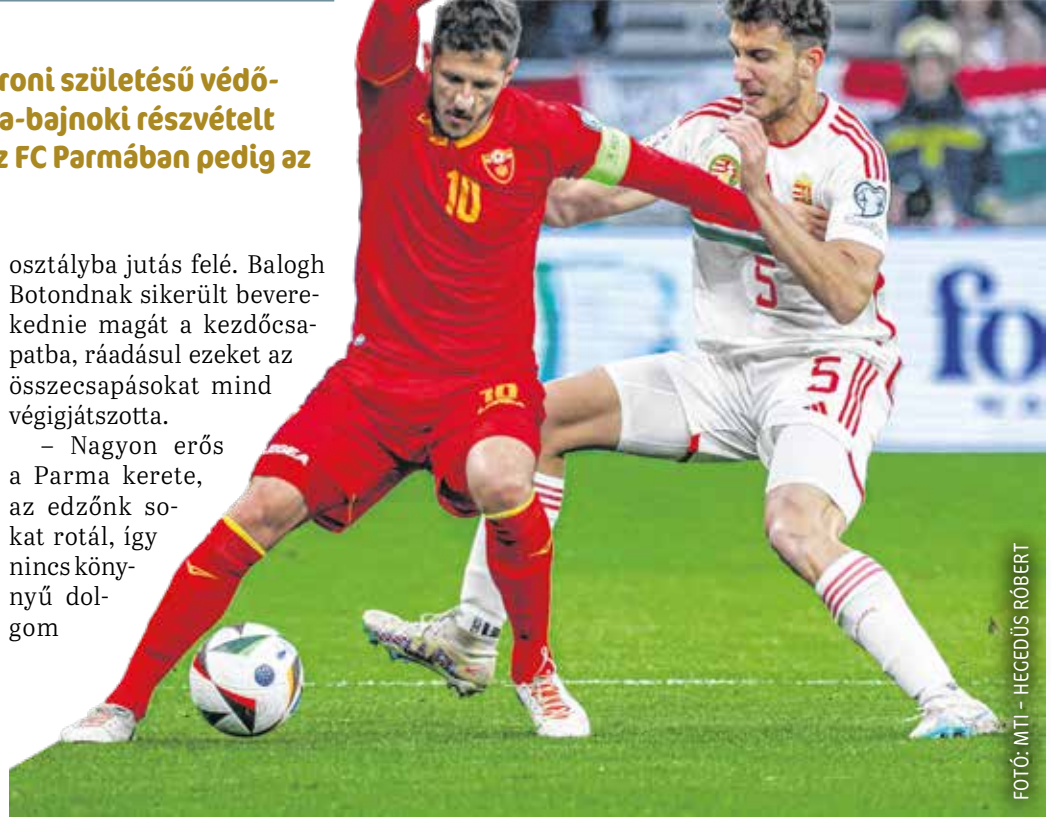 roni születésű védő-
a-bajnoki részvételt
z FC Parmában pedig az
osztályba jutás felé. Balogh
Botondnak sikerült bevere-
kednie magát a kezdőcsa-
patba, ráadásul ezeket az
összecsapásokat mind
végigjátszotta.
– Nagyon erős
a Parma kerete,
az edzőnk so-
kat rotál, így
nincs köny-
nyű dol-
gom
10
10
LEGEA
5
5
fo
FOTÓ: MTI – HEGEDÜS RÓBERT